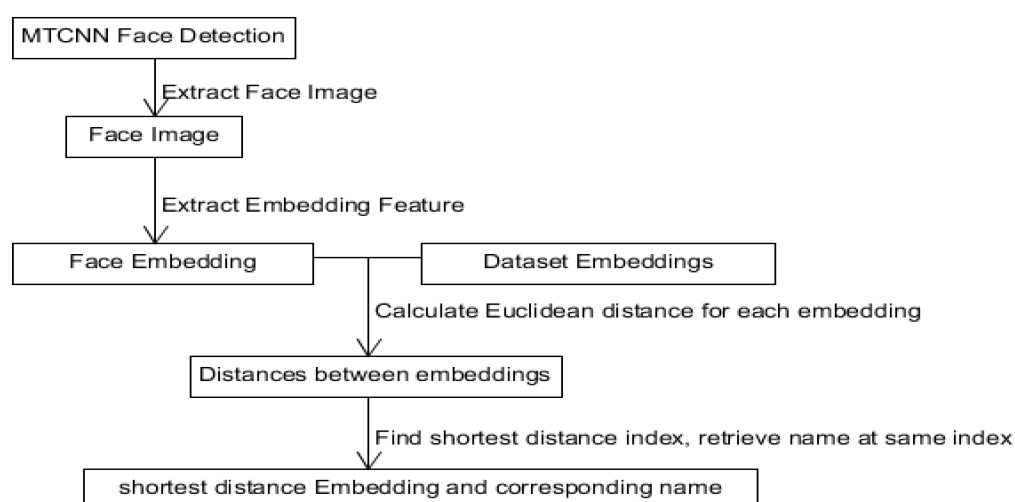 MTCNN Face Detection
Extract Face Image
Face Image
Extract Embedding Feature
Face Embedding
Dataset Embeddings
Calculate Euclidean distance for each embedding
Distances between embeddings
Find shortest distance index, retrieve name at same index
shortest distance Embedding and corresponding name